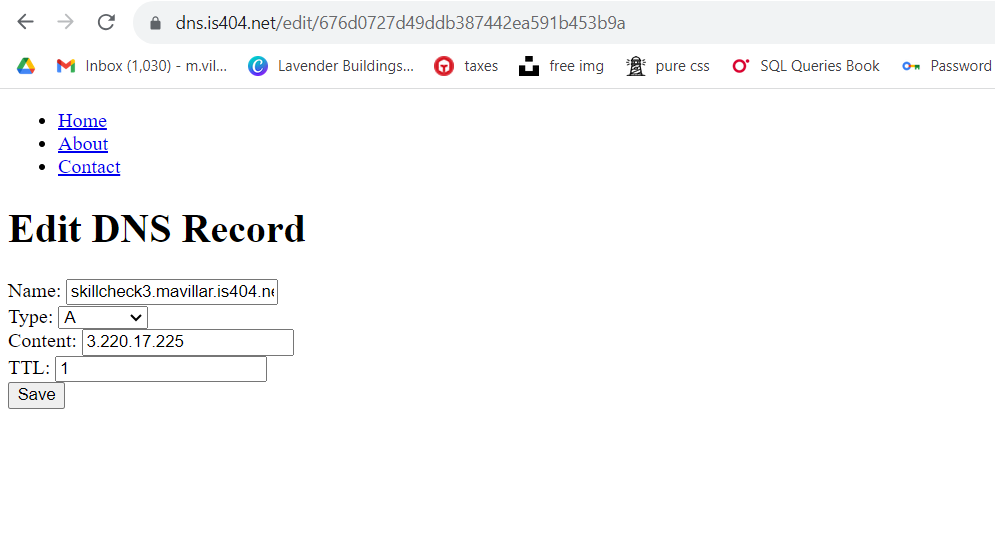 dns.is404.net/edit/676d0727d49ddb387442ea591b453b9a
Inbox (1,030) - m.vil... Lavender Buildings... taxes free img pure css SQL Queries Book Password
Home
About
Contact
Edit DNS Record
Name: skillcheck3.mavillar.is404.ne
Type: A
Content: 3.220.17.225
TTL: 1
Save